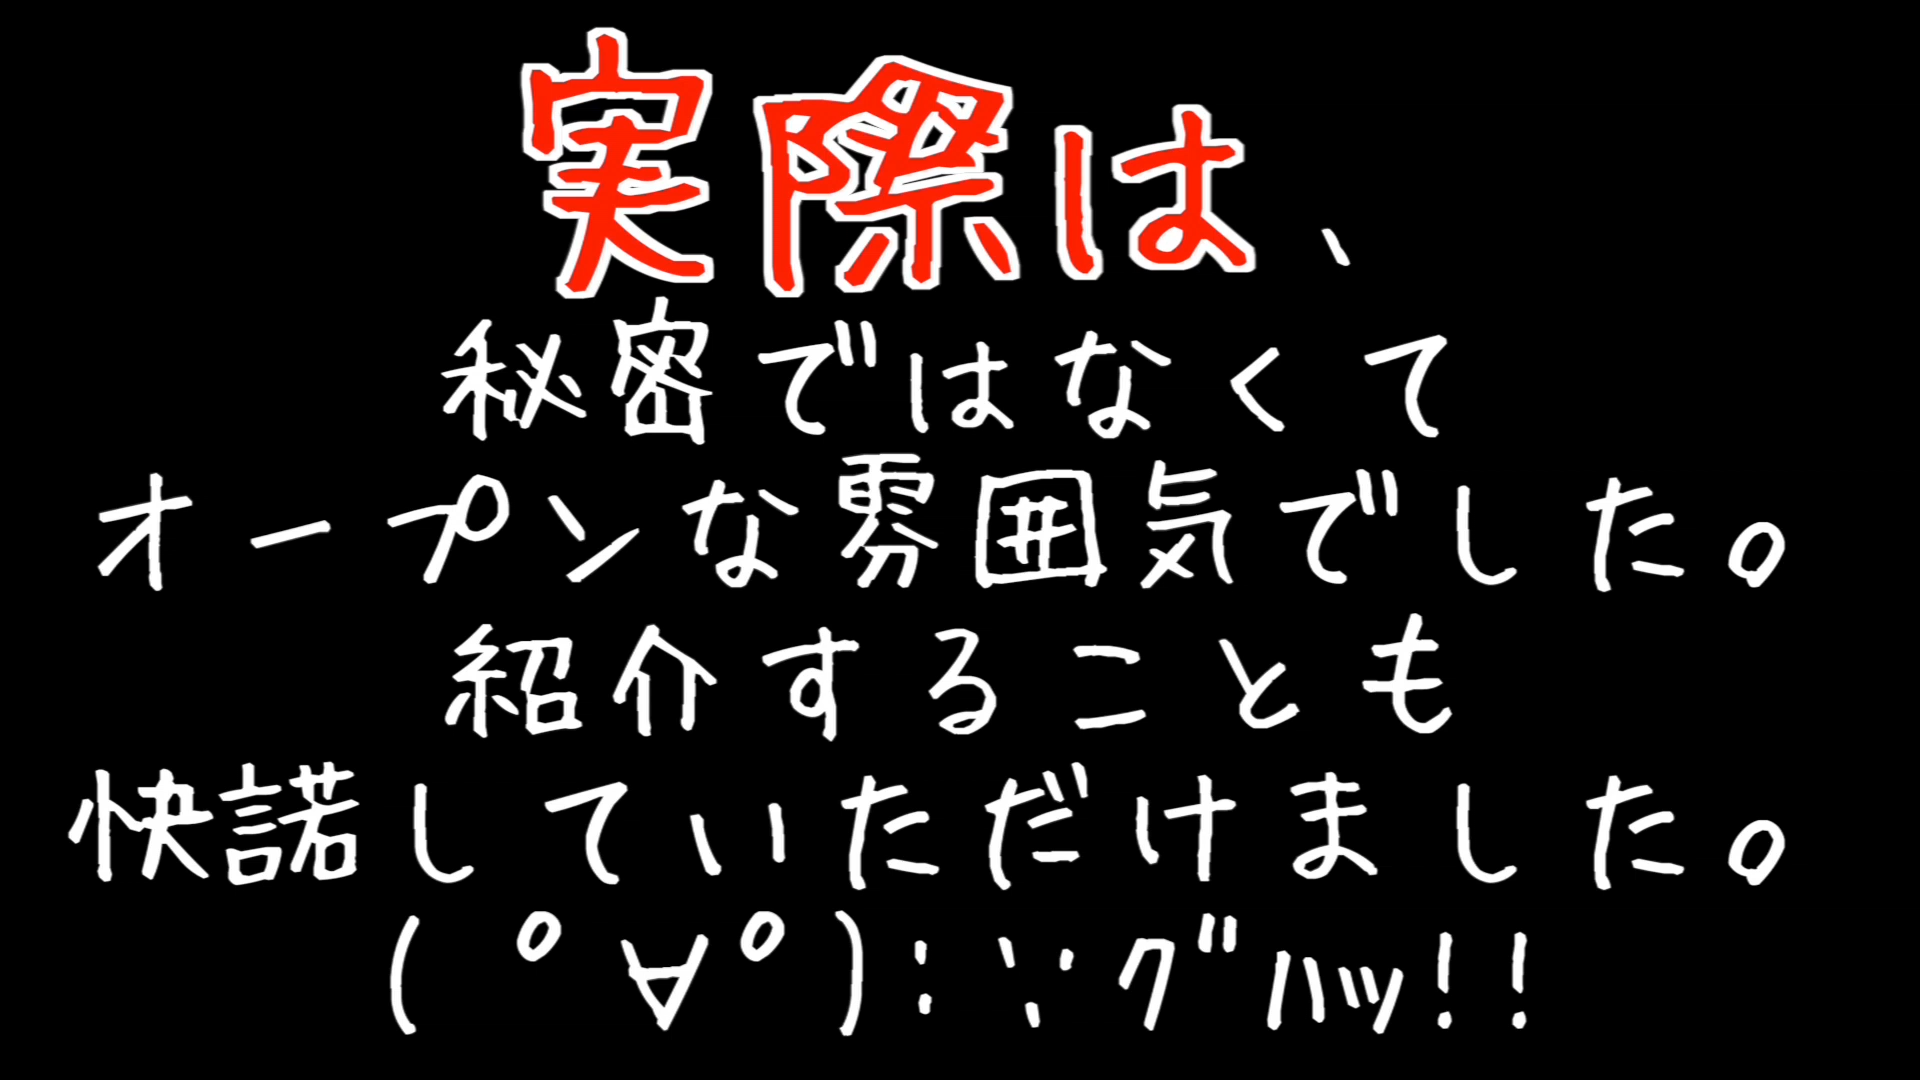 実際は、
秘密ではなくて
オープンな雰囲気でした。
紹介することも
快諾していただけました。
( ﾟ∀ﾟ):∵ｸﾞﾊｯ!!